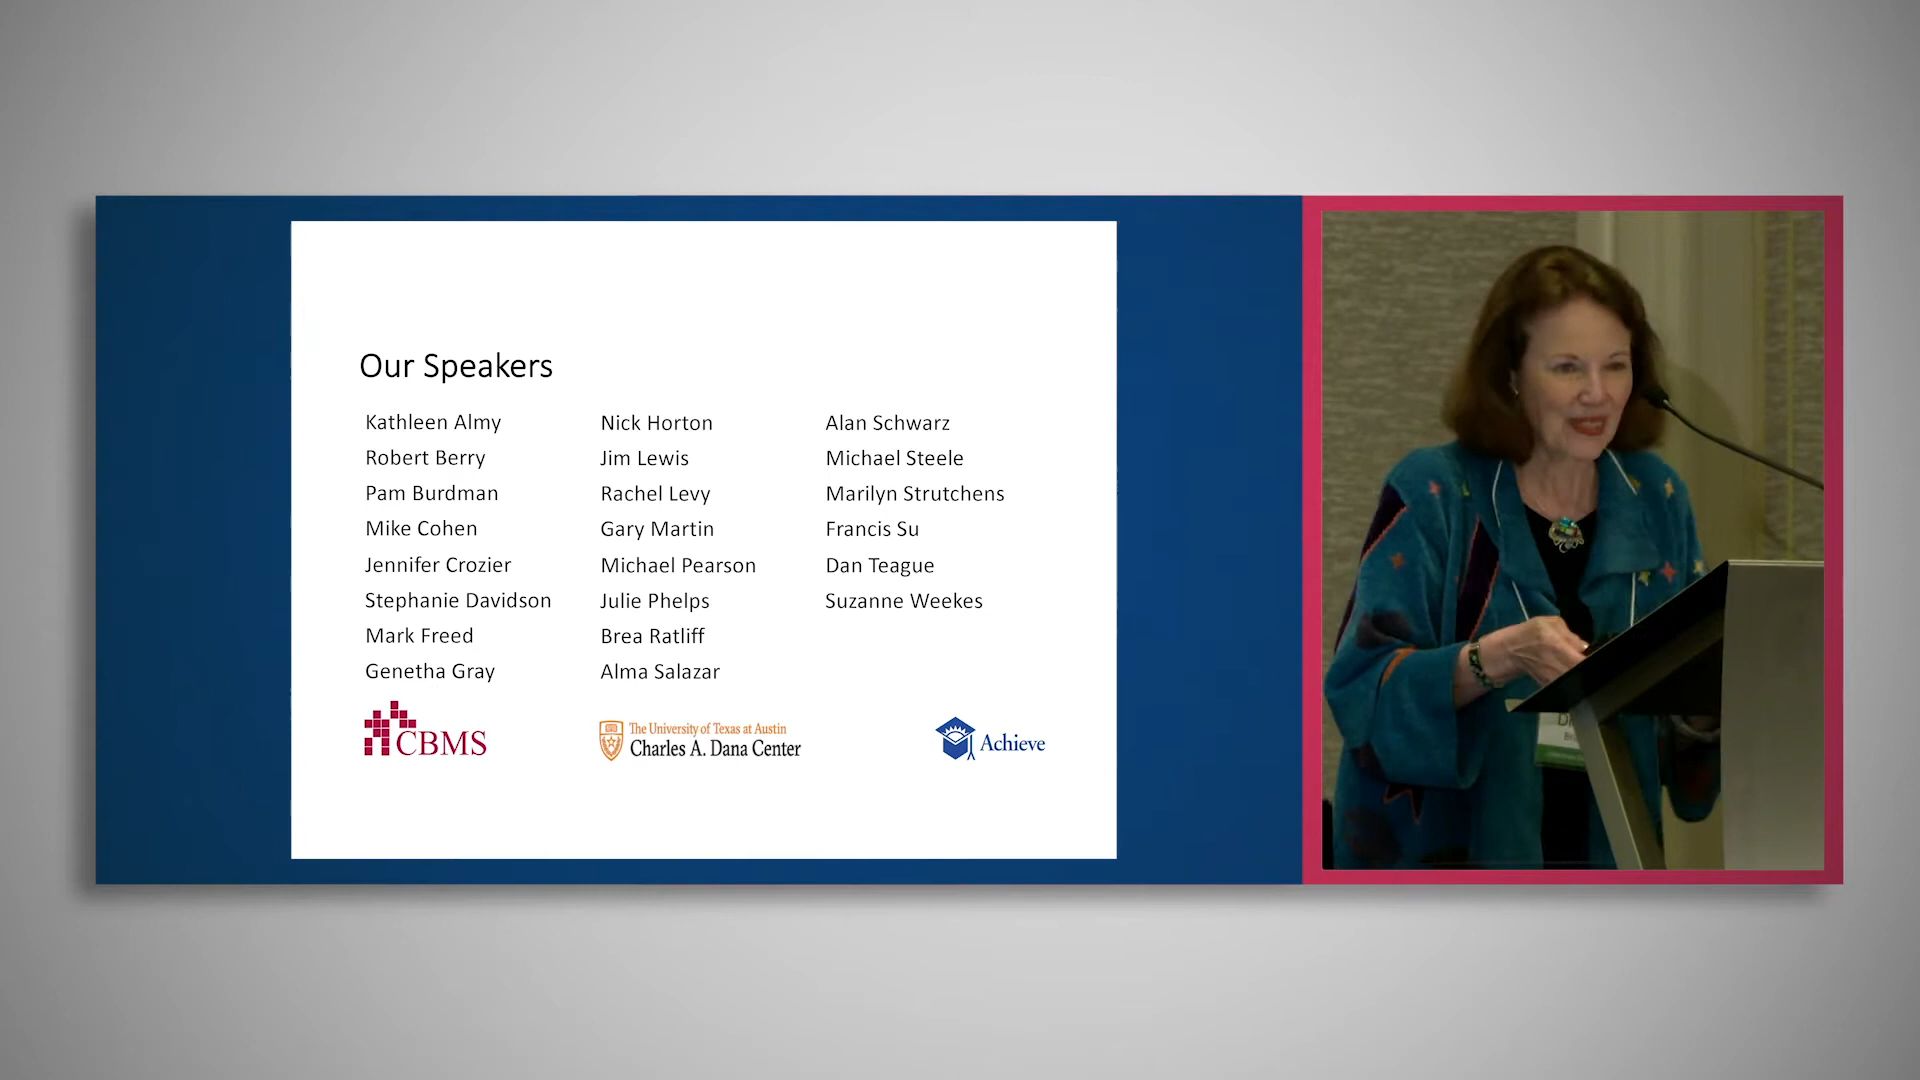 Our Speakers
Kathleen Almy
Robert Berry
Pam Burdman
Mike Cohen
Jennifer Crozier
Stephanie Davidson
Mark Freed
Genetha Gray
Nick Horton
Jim Lewis
Rachel Levy
Gary Martin
Michael Pearson
Julie Phelps
Brea Ratliff
Alma Salazar
Alan Schwarz
Michael Steele
Marilyn Strutchens
Francis Su
Dan Teague
Suzanne Weekes
CBMS
The University of Texas at Austin
Charles A. Dana Center
Achieve